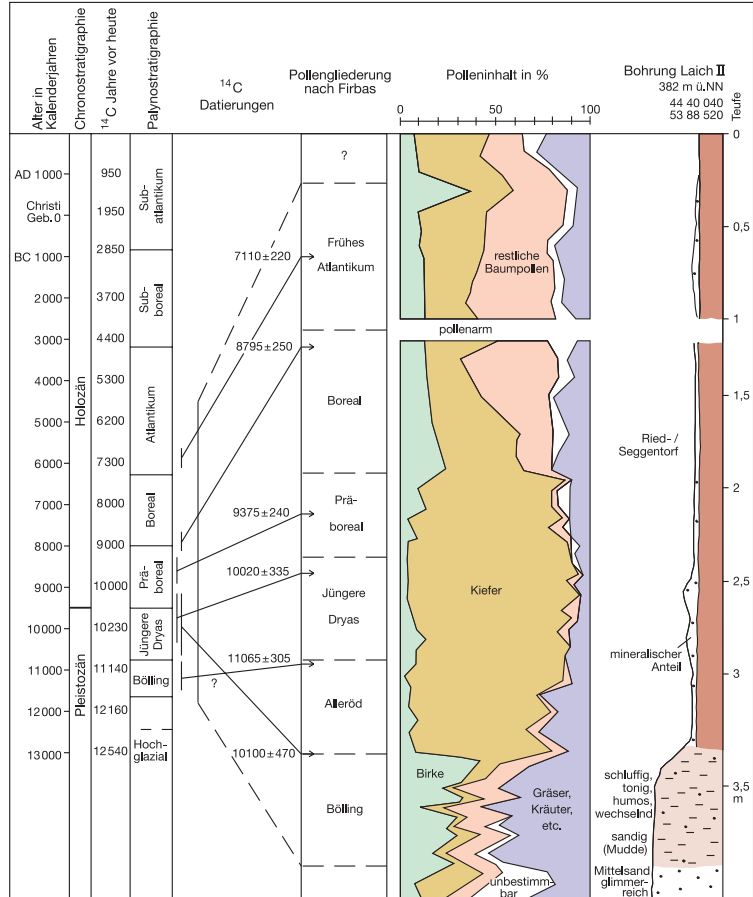 Alter in
Kalenderjahren
Chronostratigraphie
¹⁴C Jahre vor heute
Palynostratigraphie
¹⁴C
Datierungen
Pollengliederung
nach Firbas
Polleninhalt in %
0 50 100
Bohrung Laich II
382 m ü.NN
44 40 040
53 88 520
Teufe
AD 1000
Christi
Geb. 0
BC 1000
2000
3000
4000
5000
6000
7000
8000
9000
10000
11000
12000
13000
Holozän
Pleistozän
950
1950
2850
3700
4400
5300
6200
7300
8000
9000
10000
10230
11140
12160
12540
Sub-
atlantikum
Sub-
boreal
Atlantikum
Boreal
Prä-
boreal
Jüngere
Dryas
Bölling
Hoch-
glazial
7110±220
8795±250
9375±240
10020±335
11065±305
?
10100±470
?
Frühes
Atlantikum
Boreal
Prä-
boreal
Jüngere
Dryas
Alleröd
Bölling
restliche
Baumpollen
pollenarm
Kiefer
Birke
Gräser,
Kräuter,
etc.
unbestimm-
bar
Ried-/
Seggentorf
mineralischer
Anteil
schluffig,
tonig,
humos,
wechselnd
sandig
(Mudde)
Mittelsand
glimmer-
reich
0
0,5
1
1,5
2
2,5
3
3,5
m